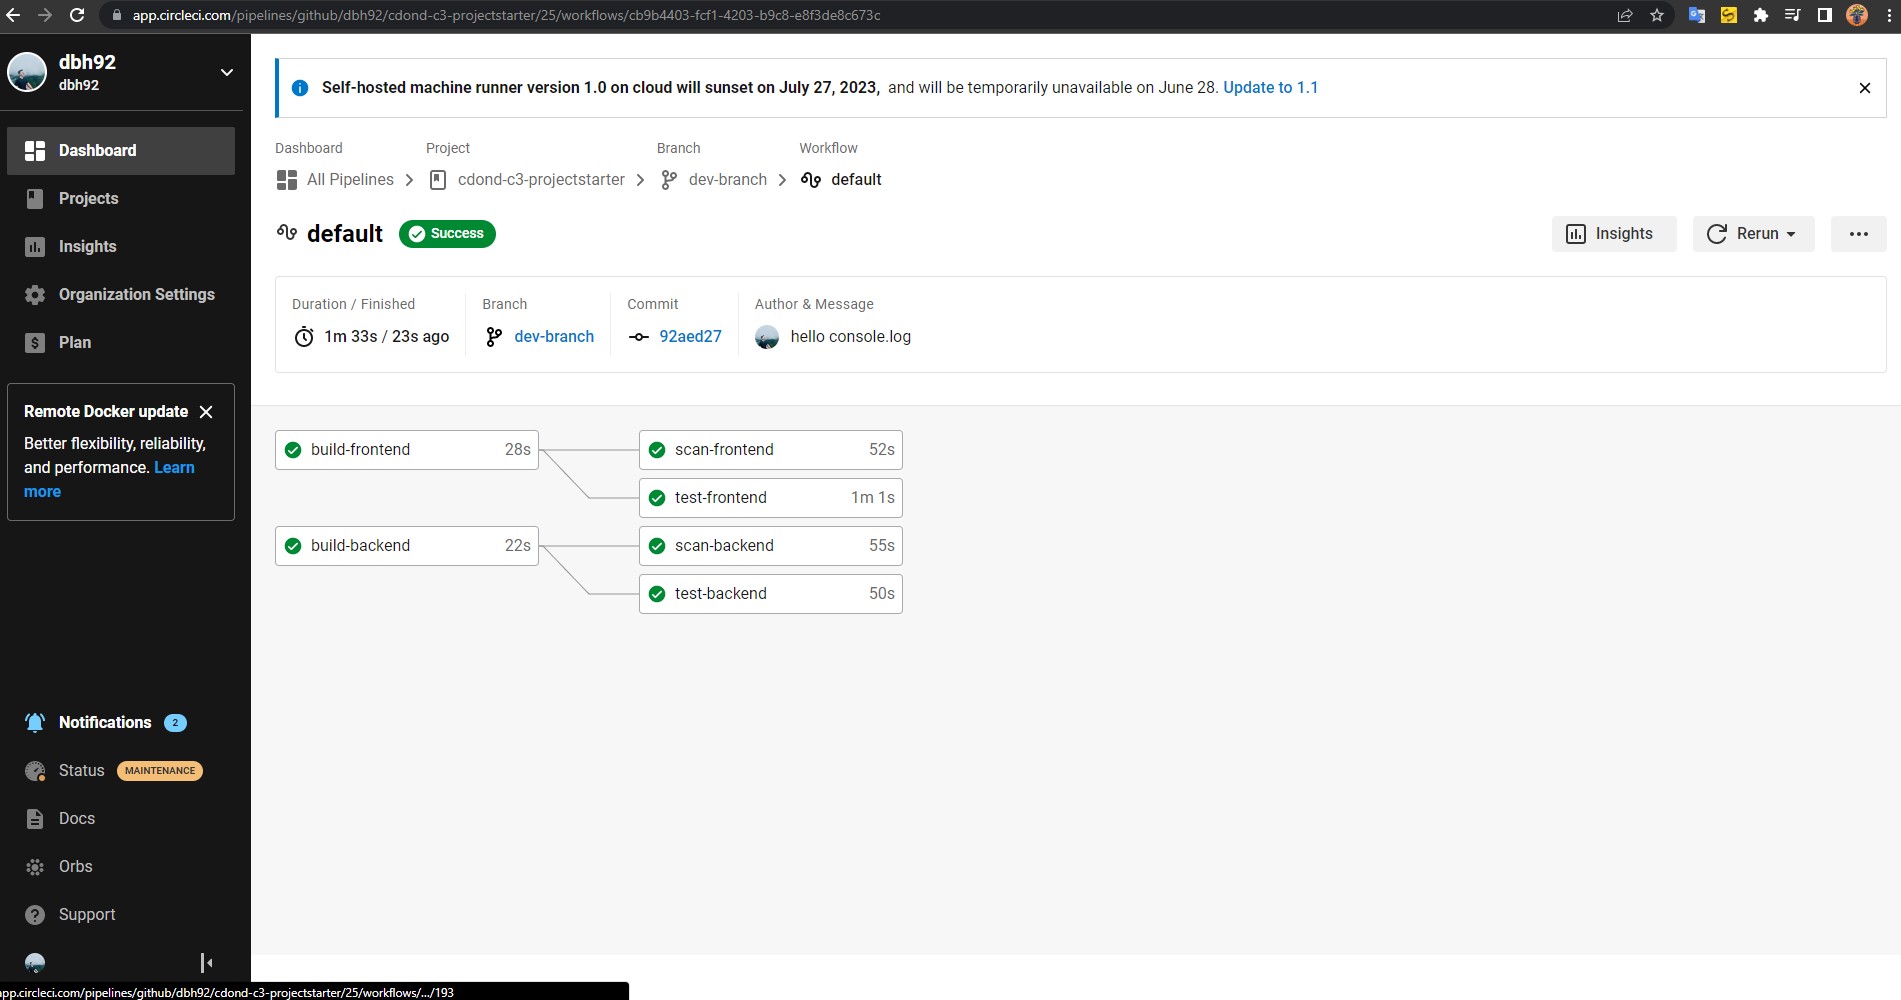 app.circleci.com/pipelines/github/dbh92/cdond-c3-projectstarter/25/workflows/cb9b4403-fcf1-4203-b9c8-e8f3de8c673c
dbh92
dbh92
Dashboard
Projects
Insights
Organization Settings
Plan
Remote Docker update
Better flexibility, reliability,
and performance. Learn
more
Notifications 2
Status MAINTENANCE
Docs
Orbs
Support
Self-hosted machine runner version 1.0 on cloud will sunset on July 27, 2023, and will be temporarily unavailable on June 28. Update to 1.1
Dashboard Project Branch Workflow
All Pipelines cdond-c3-projectstarter dev-branch default
default Success Insights Rerun
Duration / Finished Branch Commit Author & Message
1m 33s / 23s ago dev-branch 92aed27 hello console.log
build-frontend 28s scan-frontend 52s
test-frontend 1m 1s
build-backend 22s scan-backend 55s
test-backend 50s
app.circleci.com/pipelines/github/dbh92/cdond-c3-projectstarter/25/workflows/.../193